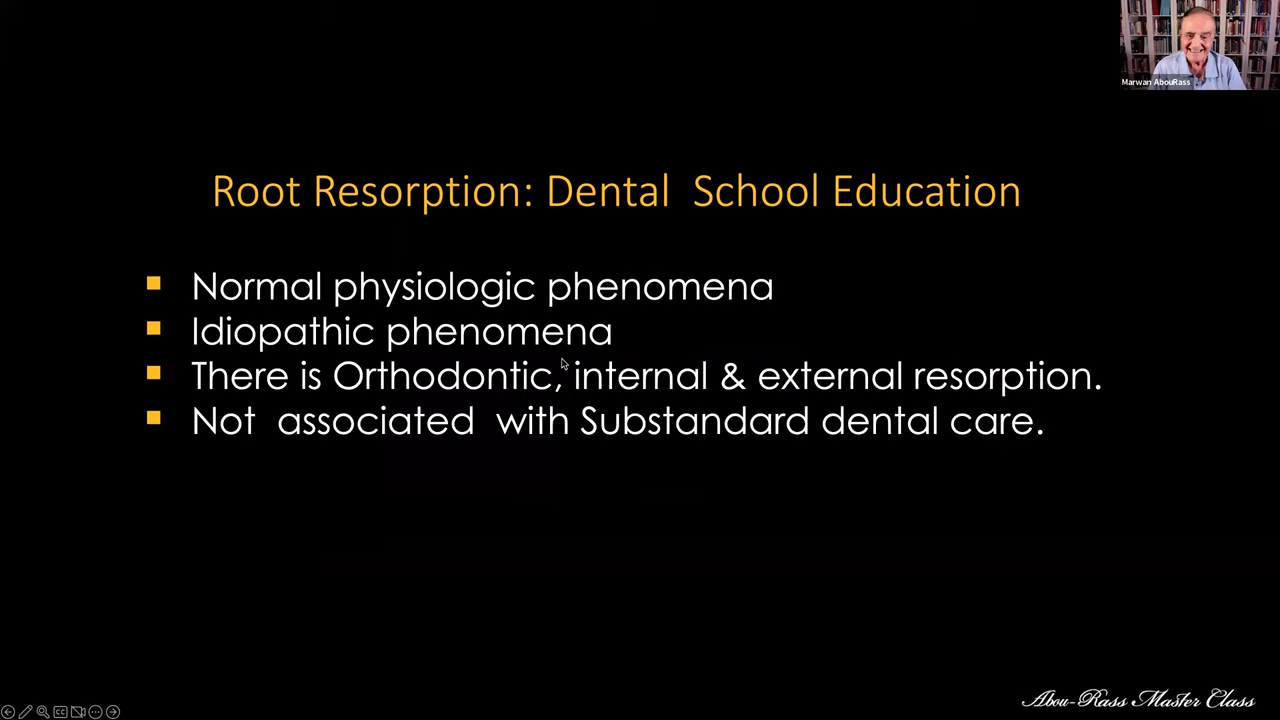 Marwan AbouRass
Root Resorption: Dental School Education
Normal physiologic phenomena
Idiopathic phenomena
There is Orthodontic, internal & external resorption.
Not associated with Substandard dental care.
CC
Abou-Rass Master Class